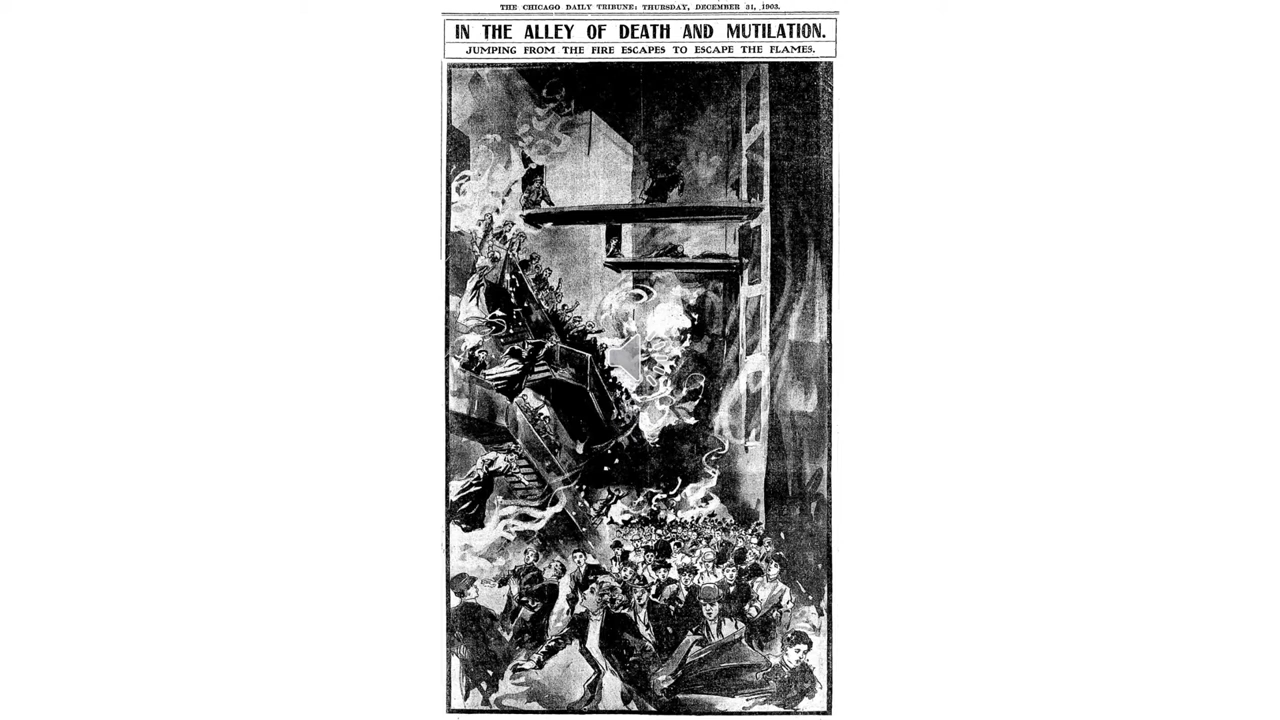 THE CHICAGO DAILY TRIBUNE: THURSDAY, DECEMBER 31, 1903.
IN THE ALLEY OF DEATH AND MUTILATION.
JUMPING FROM THE FIRE ESCAPES TO ESCAPE THE FLAMES.